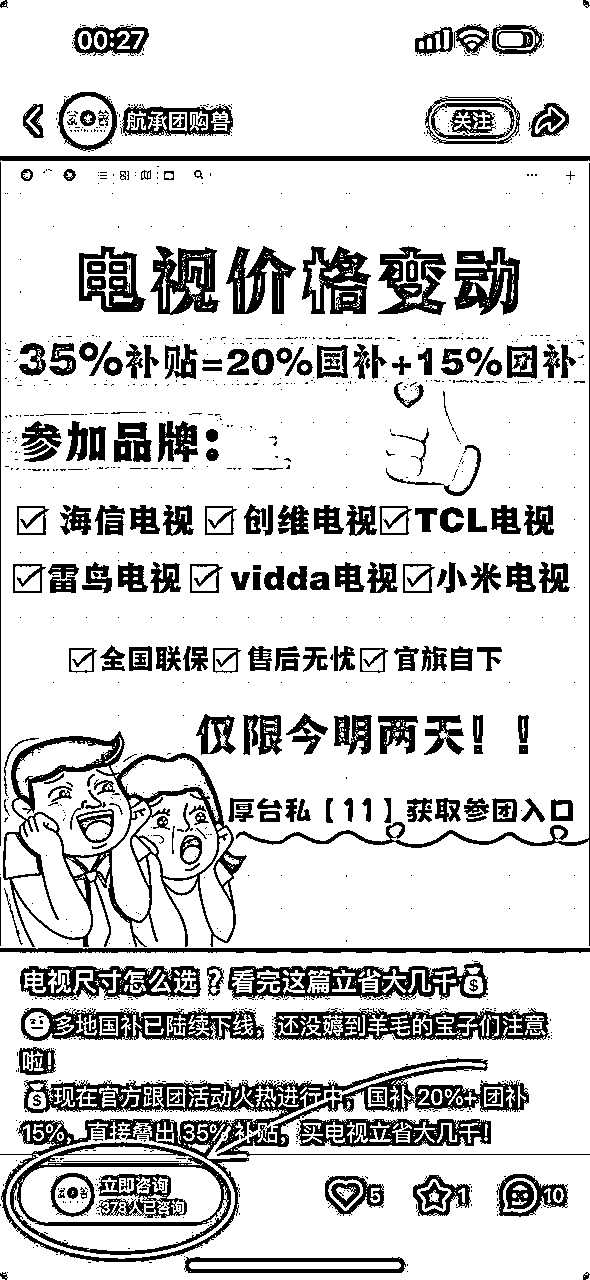 00:27
航承团购兽
关注
电视价格变动
35%补贴=20%国补+15%团补
参加品牌：
海信电视 创维电视 TCL电视
雷鸟电视 vidda电视 小米电视
全国联保 售后无忧 官旗自下
仅限今明两天！！
厚台私【11】获取参团入口
电视尺寸怎么选？看完这篇立省大几千
多地国补已陆续下线，还没薅到羊毛的宝子们注意
啦！
现在官方跟团活动火热进行中，国补 20%+ 团补
15%，直接叠出 35% 补贴，买电视立省大几千！
立即咨询
378人已咨询
5
1
10